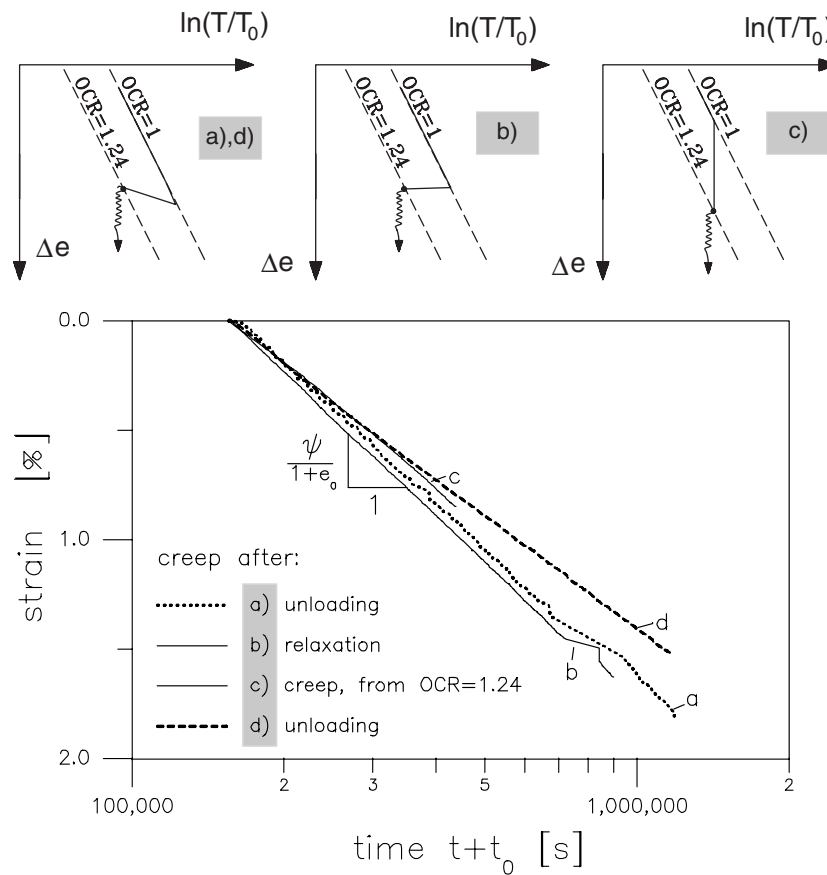 ln(T/T0)
ln(T/T0)
ln(T/T0)
OCR=1.24
OCR=1
a),d)
OCR=1.24
OCR=1
b)
OCR=1.24
OCR=1
c)
Δe
Δe
Δe
0.0
1.0
2.0
strain [%]
ψ
1+e0
1
c
d
b
a
creep after:
a) unloading
b) relaxation
c) creep, from OCR=1.24
d) unloading
100,000
2
3
5
1,000,000
2
time t+t0 [s]